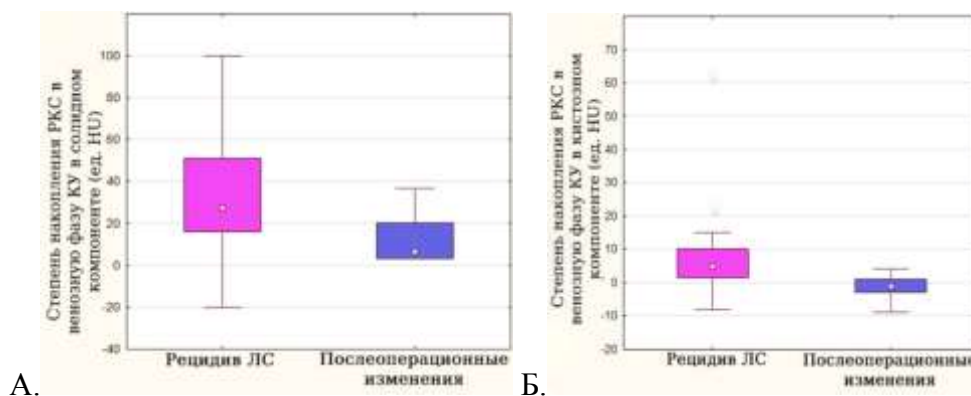 Степень накопления РКС в
венозную фазу КУ в солидном
компоненте (ед. HU)
100
80
60
40
20
0
-20
-40
Рецидив ЛС
Послеоперационные
изменения
А.
Степень накопления РКС в
венозную фазу КУ в кистозном
компоненте (ед. HU)
70
60
50
40
30
20
10
0
-10
-20
Рецидив ЛС
Послеоперационные
изменения
Б.